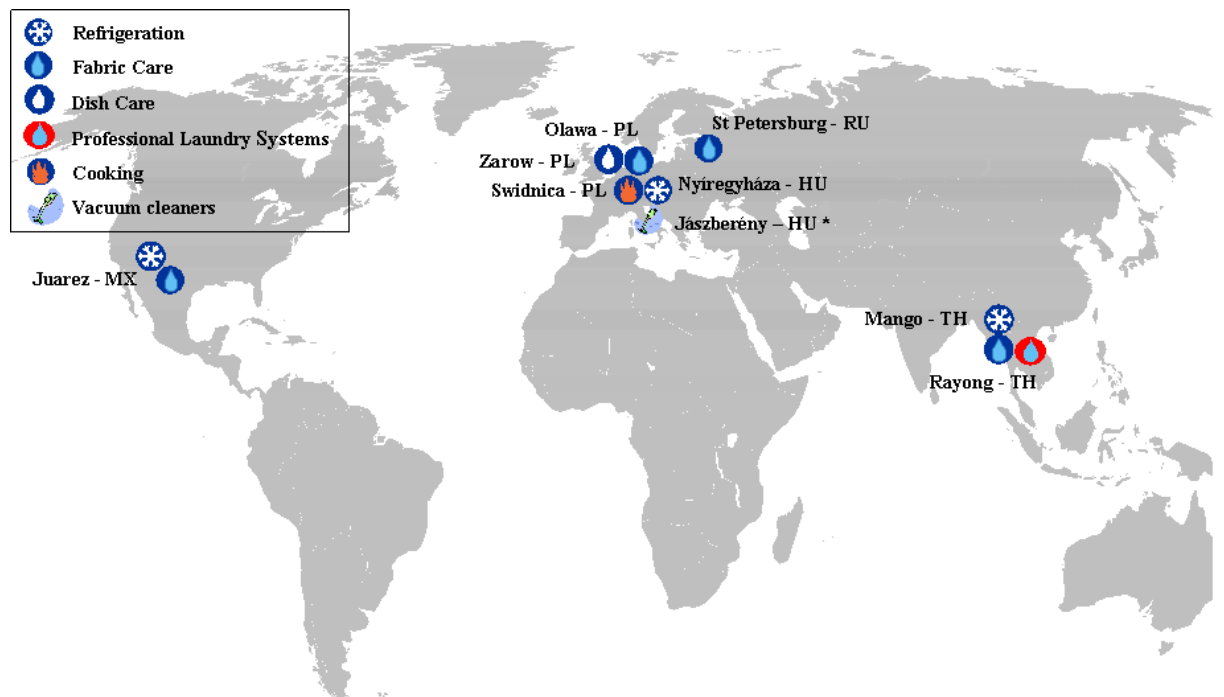 Refrigeration
Fabric Care
Dish Care
Professional Laundry Systems
Cooking
Vacuum cleaners
Olawa - PL
St Petersburg - RU
Zarow - PL
Swidnica - PL
Nyíregyháza - HU
Jászberény – HU *
Juarez - MX
Mango - TH
Rayong - TH